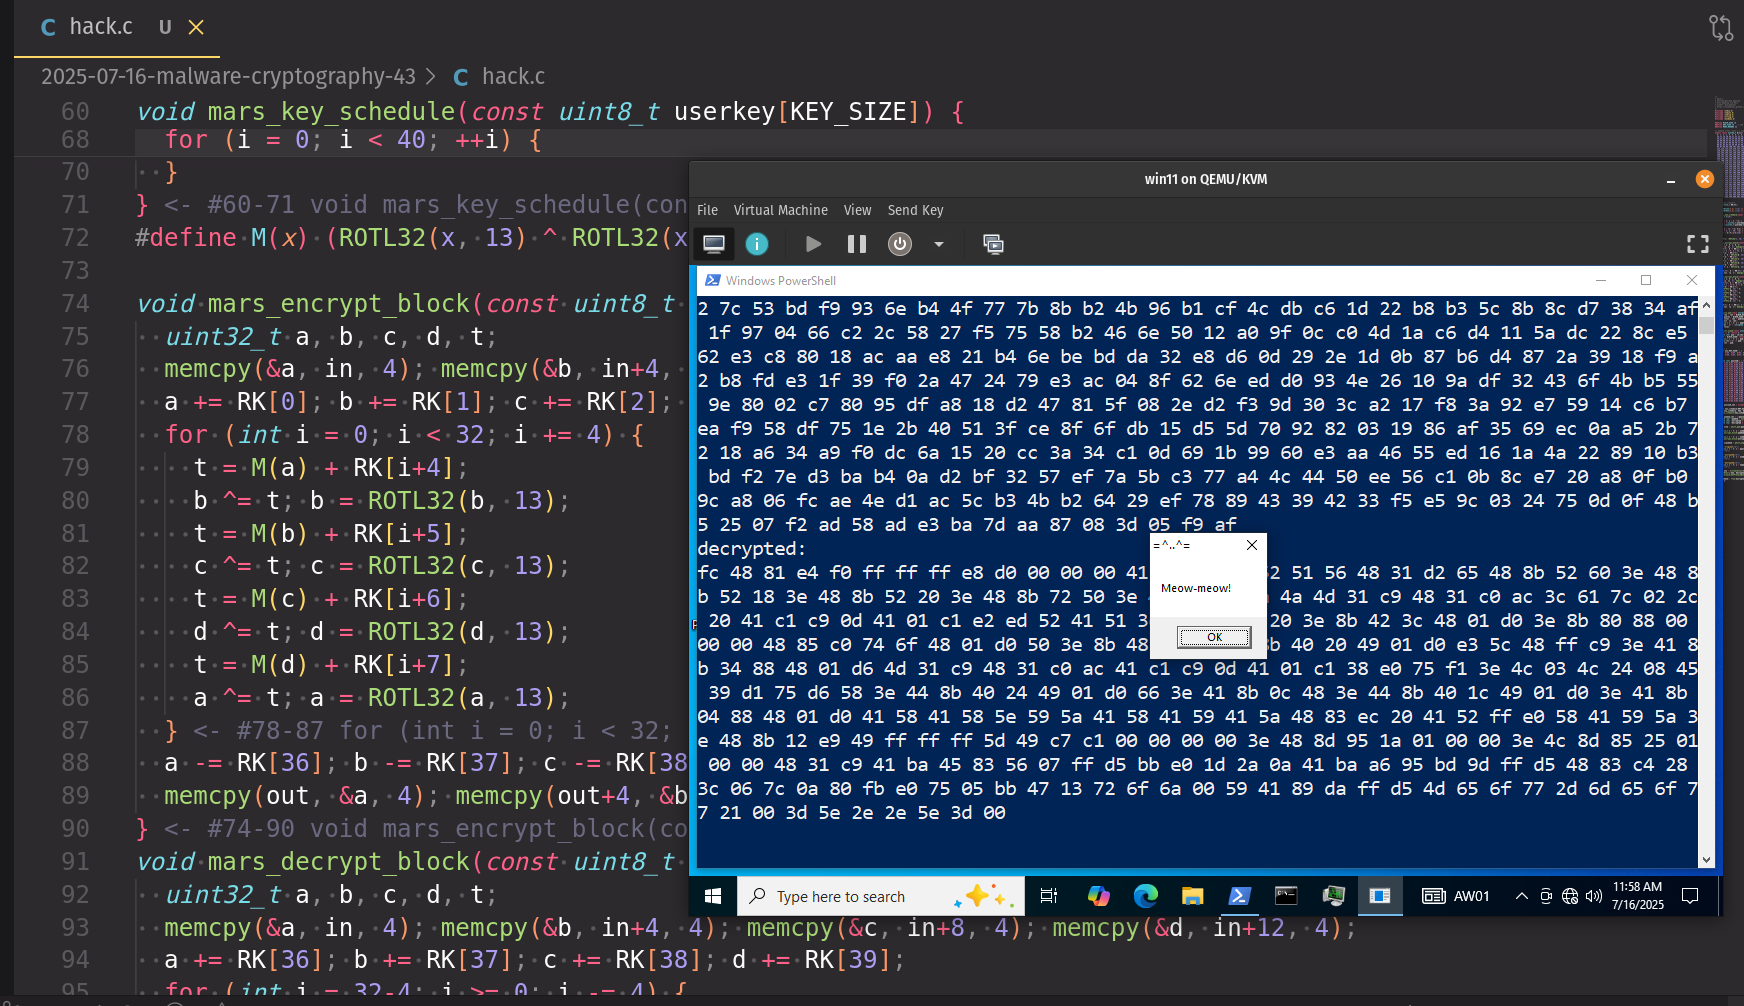 C hack.c U
2025-07-16-malware-cryptography-43 > C hack.c
60 void mars_key_schedule(const uint8_t userkey[KEY_SIZE]) {
68 for (i = 0; i < 40; ++i) {
70 }
71 } <- #60-71 void mars_key_schedule(con
72 #define M(x) (ROTL32(x, 13) ^ ROTL32(x
73
74 void mars_encrypt_block(const uint8_t
75 uint32_t a, b, c, d, t;
76 memcpy(&a, in, 4); memcpy(&b, in+4,
77 a += RK[0]; b += RK[1]; c += RK[2];
78 for (int i = 0; i < 32; i += 4) {
79 t = M(a) + RK[i+4];
80 b ^= t; b = ROTL32(b, 13);
81 t = M(b) + RK[i+5];
82 c ^= t; c = ROTL32(c, 13);
83 t = M(c) + RK[i+6];
84 d ^= t; d = ROTL32(d, 13);
85 t = M(d) + RK[i+7];
86 a ^= t; a = ROTL32(a, 13);
87 } <- #78-87 for (int i = 0; i < 32;
88 a -= RK[36]; b -= RK[37]; c -= RK[38
89 memcpy(out, &a, 4); memcpy(out+4, &b
90 } <- #74-90 void mars_encrypt_block(co
91 void mars_decrypt_block(const uint8_t
92 uint32_t a, b, c, d, t;
93 memcpy(&a, in, 4); memcpy(&b, in+4, 4); memcpy(&c, in+8, 4); memcpy(&d, in+12, 4);
94 a += RK[36]; b += RK[37]; c += RK[38]; d += RK[39];
95 for (int i = 32-4; i >= 0; i -= 4) {
win11 on QEMU/KVM
File Virtual Machine View Send Key
Windows PowerShell
2 7c 53 bd f9 93 6e b4 4f 77 7b 8b b2 4b 96 b1 cf 4c db c6 1d 22 b8 b3 5c 8b 8c d7 38 34 af
1f 97 04 66 c2 2c 58 27 f5 75 58 b2 46 6e 50 12 a0 9f 0c c0 4d 1a c6 d4 11 5a dc 22 8c e5
62 e3 c8 80 18 ac aa e8 21 b4 6e be bd da 32 e8 d6 0d 29 2e 1d 0b 87 b6 d4 87 2a 39 18 f9 a
2 b8 fd e3 1f 39 f0 2a 47 24 79 e3 ac 04 8f 62 6e ed d0 93 4e 26 10 9a df 32 43 6f 4b b5 55
9e 80 02 c7 80 95 df a8 18 d2 47 81 5f 08 2e d2 f3 9d 30 3c a2 17 f8 3a 92 e7 59 14 c6 b7
ea f9 58 df 75 1e 2b 40 51 3f ce 8f 6f db 15 d5 5d 70 92 82 03 19 86 af 35 69 ec 0a a5 2b 7
2 18 a6 34 a9 f0 dc 6a 15 20 cc 3a 34 c1 0d 69 1b 99 60 e3 aa 46 55 ed 16 1a 4a 22 89 10 b3
bd f2 7e d3 ba b4 0a d2 bf 32 57 ef 7a 5b c3 77 a4 4c 44 50 ee 56 c1 0b 8c e7 20 a8 0f b0
9c a8 06 fc ae 4e d1 ac 5c b3 4b b2 64 29 ef 78 89 43 39 42 33 f5 e5 9c 03 24 75 0d 0f 48 b
5 25 07 f2 ad 58 ad e3 ba 7d aa 87 08 3d 05 f9 af
decrypted:
fc 48 81 e4 f0 ff ff ff e8 d0 00 00 00 41 52 51 56 48 31 d2 65 48 8b 52 60 3e 48 8
b 52 18 3e 48 8b 52 20 3e 48 8b 72 50 3e 4a 4d 31 c9 48 31 c0 ac 3c 61 7c 02 2c
20 41 c1 c9 0d 41 01 c1 e2 ed 52 41 51 3 20 3e 8b 42 3c 48 01 d0 3e 8b 80 88 00
00 00 48 85 c0 74 6f 48 01 d0 50 3e 8b 48 b 40 20 49 01 d0 e3 5c 48 ff c9 3e 41 8
b 34 88 48 01 d6 4d 31 c9 48 31 c0 ac 41 c1 c9 0d 41 01 c1 38 e0 75 f1 3e 4c 03 4c 24 08 45
39 d1 75 d6 58 3e 44 8b 40 24 49 01 d0 66 3e 41 8b 0c 48 3e 44 8b 40 1c 49 01 d0 3e 41 8b
04 88 48 01 d0 41 58 41 58 5e 59 5a 41 58 41 59 41 5a 48 83 ec 20 41 52 ff e0 58 41 59 5a 3
e 48 8b 12 e9 49 ff ff ff 5d 49 c7 c1 00 00 00 00 3e 48 8d 95 1a 01 00 00 3e 4c 8d 85 25 01
00 00 48 31 c9 41 ba 45 83 56 07 ff d5 bb e0 1d 2a 0a 41 ba a6 95 bd 9d ff d5 48 83 c4 28
3c 06 7c 0a 80 fb e0 75 05 bb 47 13 72 6f 6a 00 59 41 89 da ff d5 4d 65 6f 77 2d 6d 65 6f 7
7 21 00 3d 5e 2e 2e 5e 3d 00
=^..^=
Meow-meow!
OK
Type here to search
AW01
11:58 AM
7/16/2025